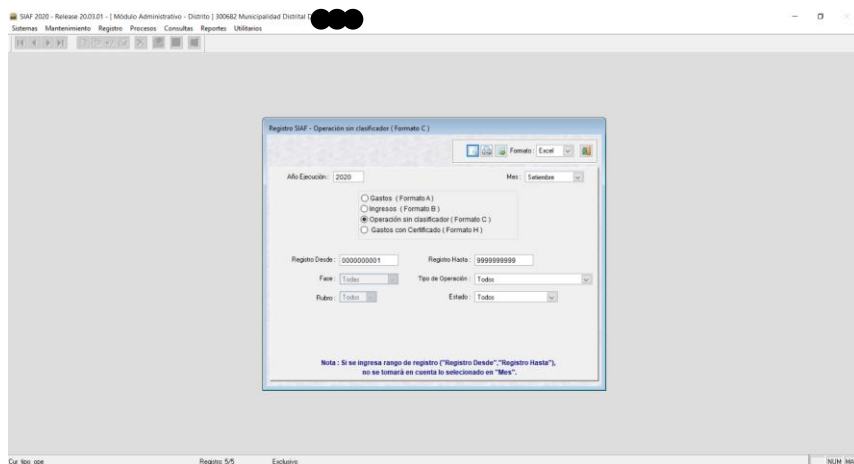 SIAF 2020 - Release 20.03.01 - [ Módulo Administrativo - Distrito ] 300682 Municipalidad Distrital
Sistemas Mantenimiento Registro Procesos Consultas Reportes Utilitarios
Registro SIAF - Operación sin clasificador ( Formato C )
Formato : Excel
Año Ejecución : 2020 Mes : Setiembre
Gastos ( Formato A )
Ingresos ( Formato B )
Operación sin clasificador ( Formato C )
Gastos con Certificado ( Formato H )
Registro Desde : 0000000001 Registro Hasta : 9999999999
Fase : Todas Tipo de Operación : Todos
Rubro : Todos Estado : Todos
Nota : Si se ingresa rango de registro ("Registro Desde","Registro Hasta"),
no se tomará en cuenta lo selecionado en "Mes".
Cur_tipo_ope Registro: 5/5 Exclusivo NUM MA